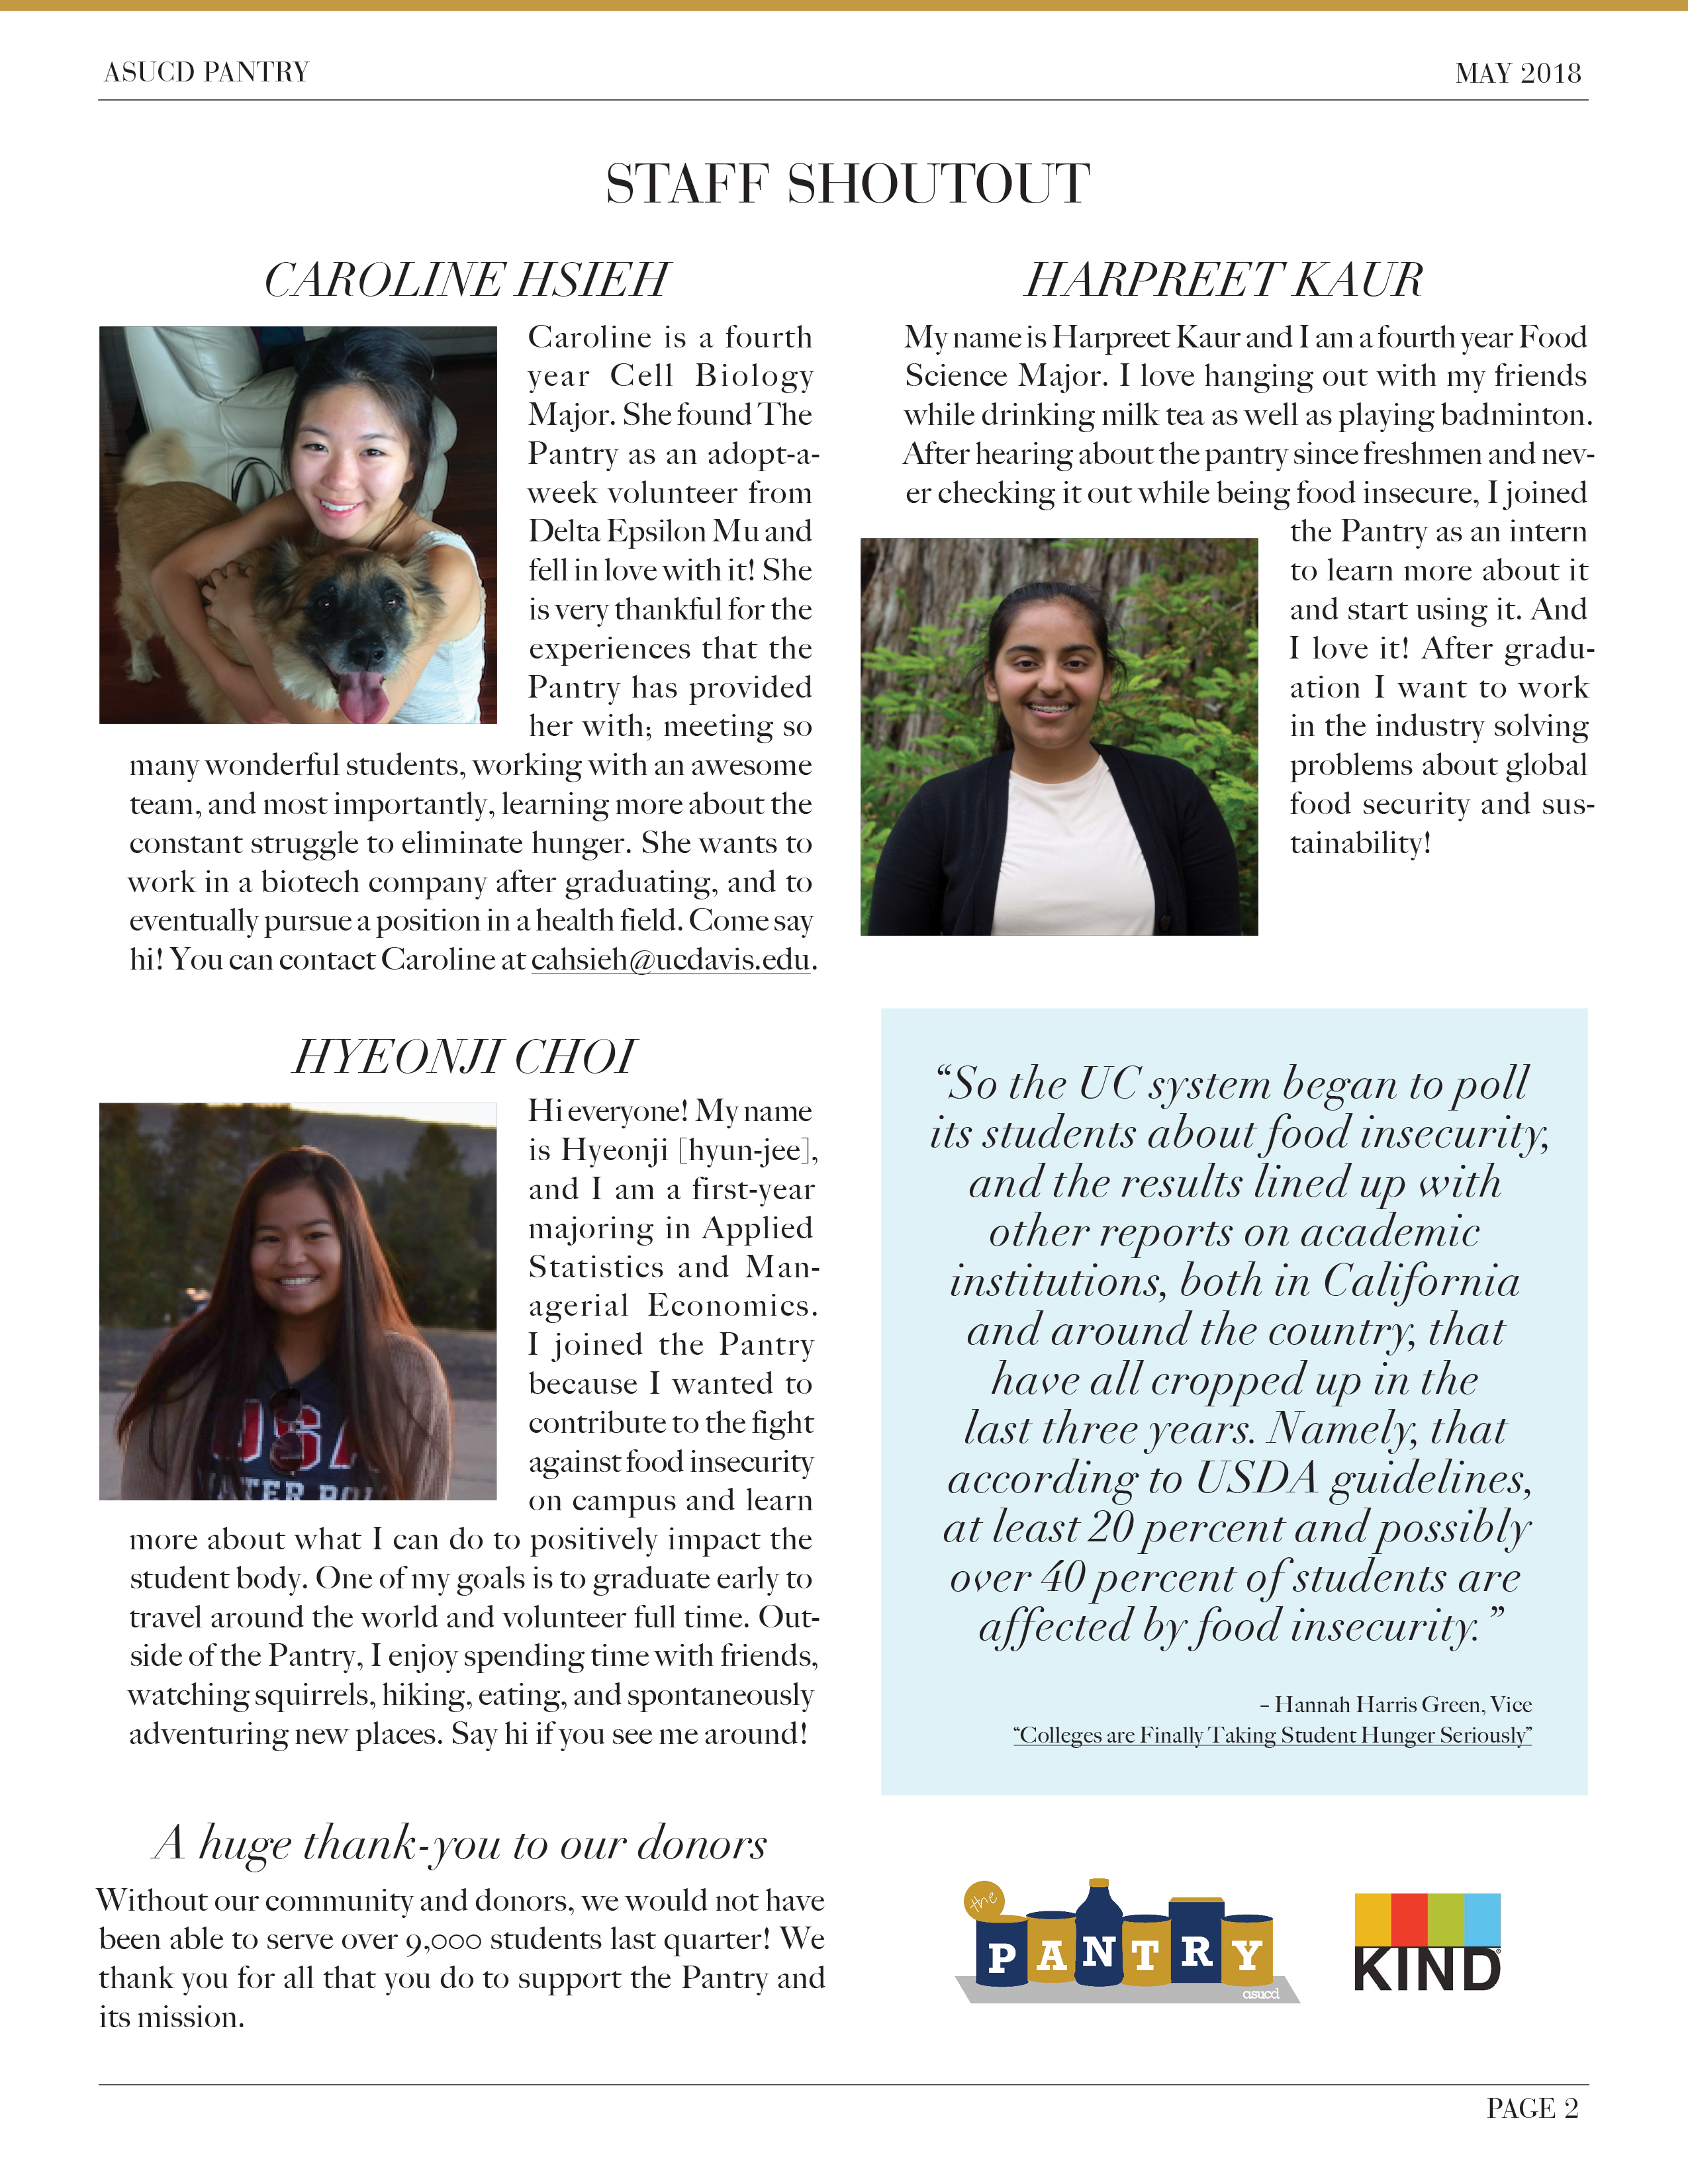 ASUCD PANTRY
MAY 2018
STAFF SHOUTOUT
CAROLINE HSIEH
Caroline is a fourth
year Cell Biology
Major. She found The
Pantry as an adopt-a-
week volunteer from
Delta Epsilon Mu and
fell in love with it! She
is very thankful for the
experiences that the
Pantry has provided
her with; meeting so
many wonderful students, working with an awesome
team, and most importantly, learning more about the
constant struggle to eliminate hunger. She wants to
work in a biotech company after graduating, and to
eventually pursue a position in a health field. Come say
hi! You can contact Caroline at cahsieh@ucdavis.edu.
HYEONJI CHOI
Hi everyone! My name
is Hyeonji [hyun-jee],
and I am a first-year
majoring in Applied
Statistics and Man-
agerial Economics.
I joined the Pantry
because I wanted to
contribute to the fight
against food insecurity
on campus and learn
more about what I can do to positively impact the
student body. One of my goals is to graduate early to
travel around the world and volunteer full time. Out-
side of the Pantry, I enjoy spending time with friends,
watching squirrels, hiking, eating, and spontaneously
adventuring new places. Say hi if you see me around!
USA
WATER POLO
A huge thank-you to our donors
Without our community and donors, we would not have
been able to serve over 9,000 students last quarter! We
thank you for all that you do to support the Pantry and
its mission.
HARPREET KAUR
My name is Harpreet Kaur and I am a fourth year Food
Science Major. I love hanging out with my friends
while drinking milk tea as well as playing badminton.
After hearing about the pantry since freshmen and nev-
er checking it out while being food insecure, I joined
the Pantry as an intern
to learn more about it
and start using it. And
I love it! After gradu-
ation I want to work
in the industry solving
problems about global
food security and sus-
tainability!
“So the UC system began to poll
its students about food insecurity,
and the results lined up with
other reports on academic
institutions, both in California
and around the country, that
have all cropped up in the
last three years. Namely, that
according to USDA guidelines,
at least 20 percent and possibly
over 40 percent of students are
affected by food insecurity.”
– Hannah Harris Green, Vice
“Colleges are Finally Taking Student Hunger Seriously”
the
PANTRY
asucd
KIND®
PAGE 2